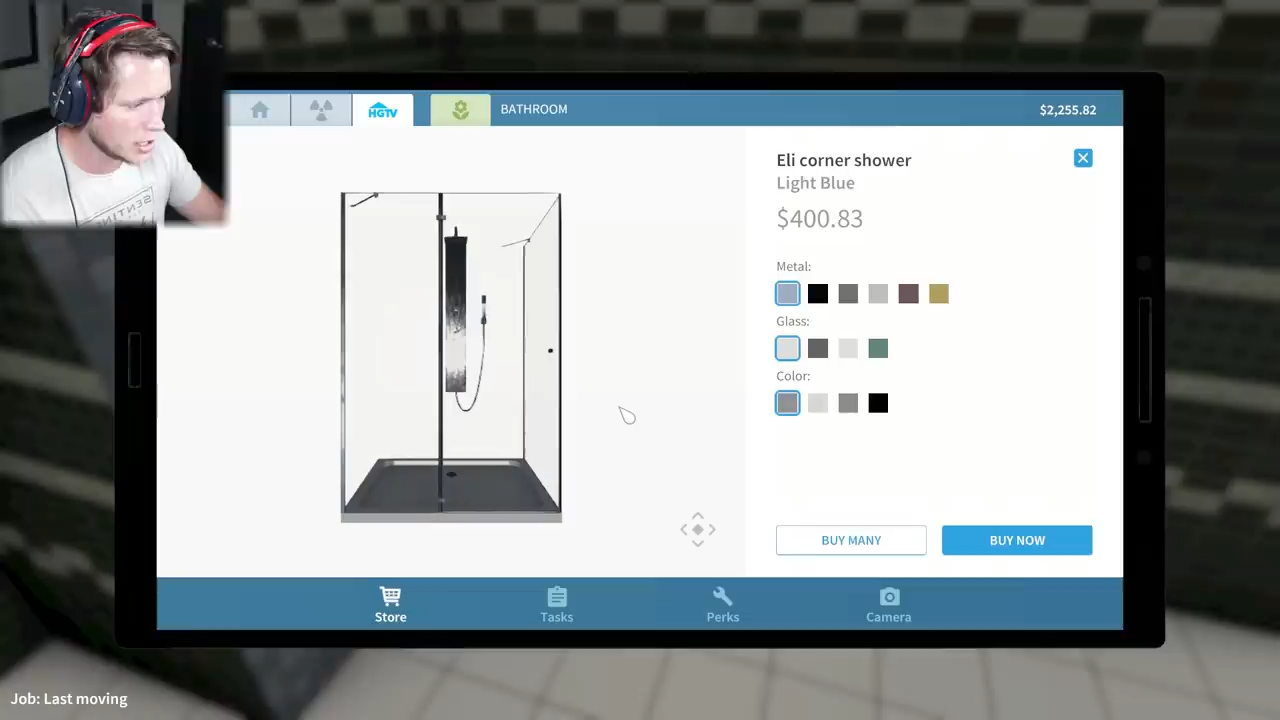 HGTV
BATHROOM
$2,255.82
Eli corner shower
Light Blue
$400.83
Metal:
Glass:
Color:
BUY MANY
BUY NOW
Store
Tasks
Perks
Camera
Job: Last moving